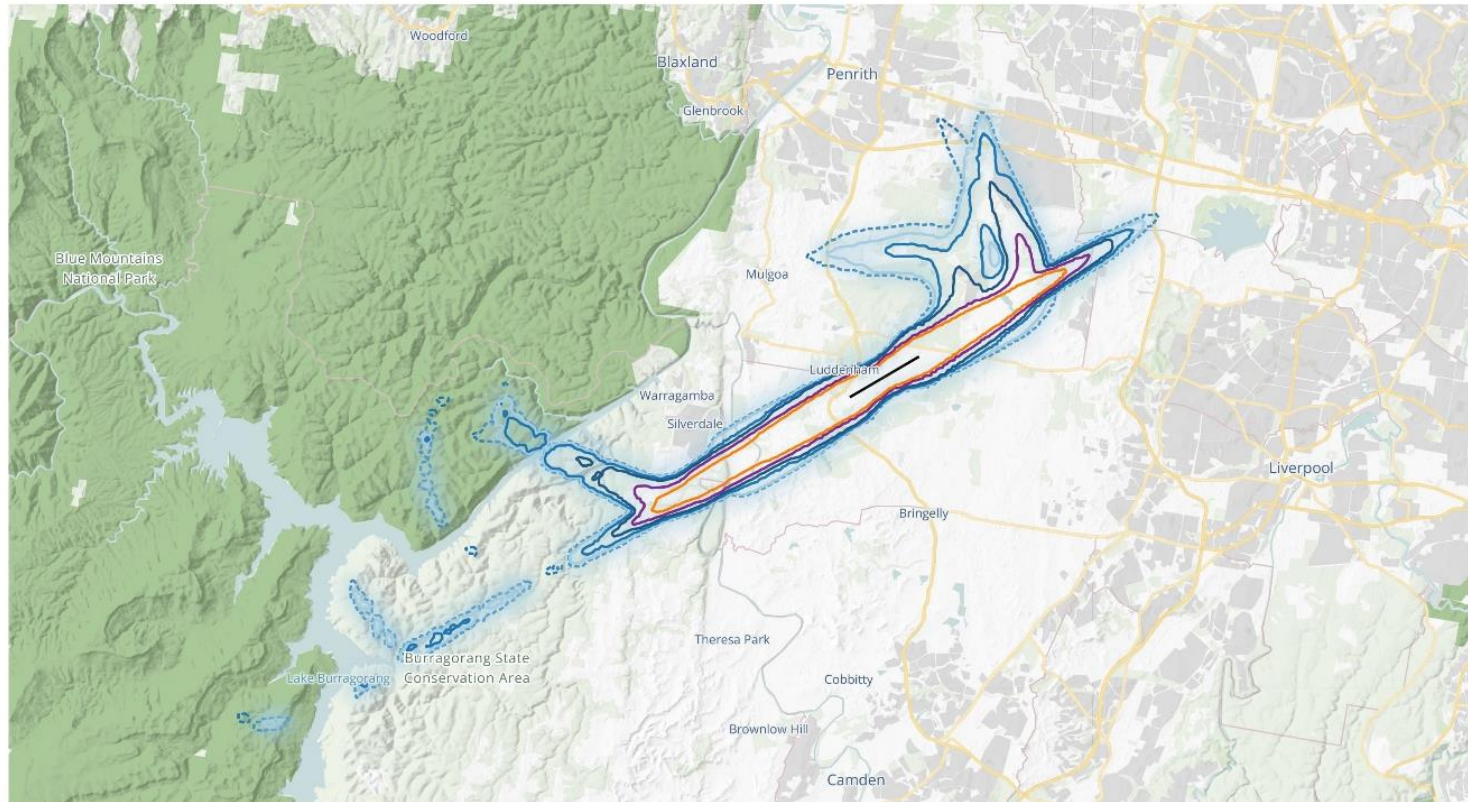 Woodford
Blaxland
Penrith
Glenbrook
Blue Mountains
National Park
Mulgoa
Luddenham
Warragamba
Silverdale
Liverpool
Bringelly
Theresa Park
Burragorang State
Conservation Area
Lake Burragorang
Cobbitty
Brownlow Hill
Camden